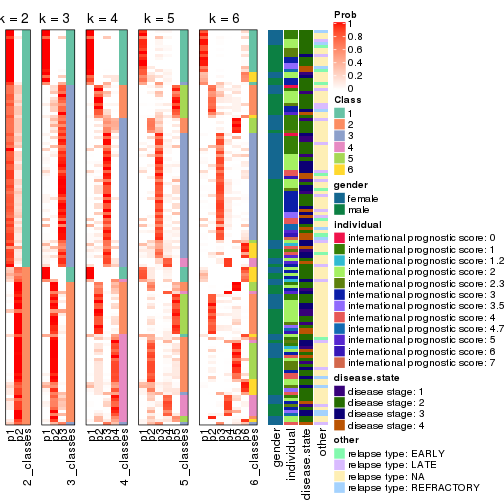 k = 2
k = 3
k = 4
k = 5
k = 6
Prob
1
0.8
0.6
0.4
0.2
0
Class
1
2
3
4
5
6
gender
female
male
individual
international prognostic score: 0
international prognostic score: 1
international prognostic score: 1.2
international prognostic score: 2
international prognostic score: 2.3
international prognostic score: 3
international prognostic score: 3.5
international prognostic score: 4
international prognostic score: 4.7
international prognostic score: 5
international prognostic score: 6
international prognostic score: 7
disease.state
disease stage: 1
disease stage: 2
disease stage: 3
disease stage: 4
other
relapse type: EARLY
relapse type: LATE
relapse type: NA
relapse type: REFRACTORY
p1
p2
2_classes
p1
p2
p3
3_classes
p1
p2
p3
p4
4_classes
p1
p2
p3
p4
p5
5_classes
p1
p2
p3
p4
p5
p6
6_classes
gender
individual
disease.state
other